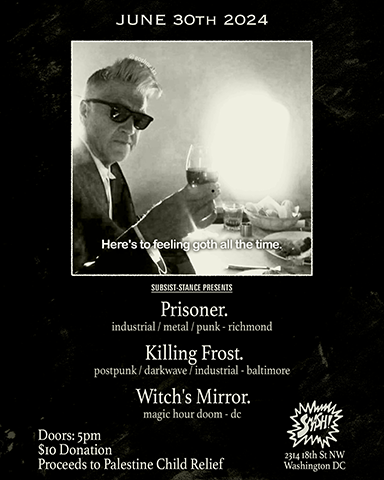 JUNE 30TH 2024
Here's to feeling goth all the time.
SUBSIST-STANCE PRESENTS
Prisoner.
industrial / metal / punk - richmond
Killing Frost.
postpunk / darkwave / industrial - baltimore
Witch's Mirror.
magic hour doom - dc
Doors: 5pm
$10 Donation
Proceeds to Palestine Child Relief
SMASH!
2314 18th St NW
Washington DC